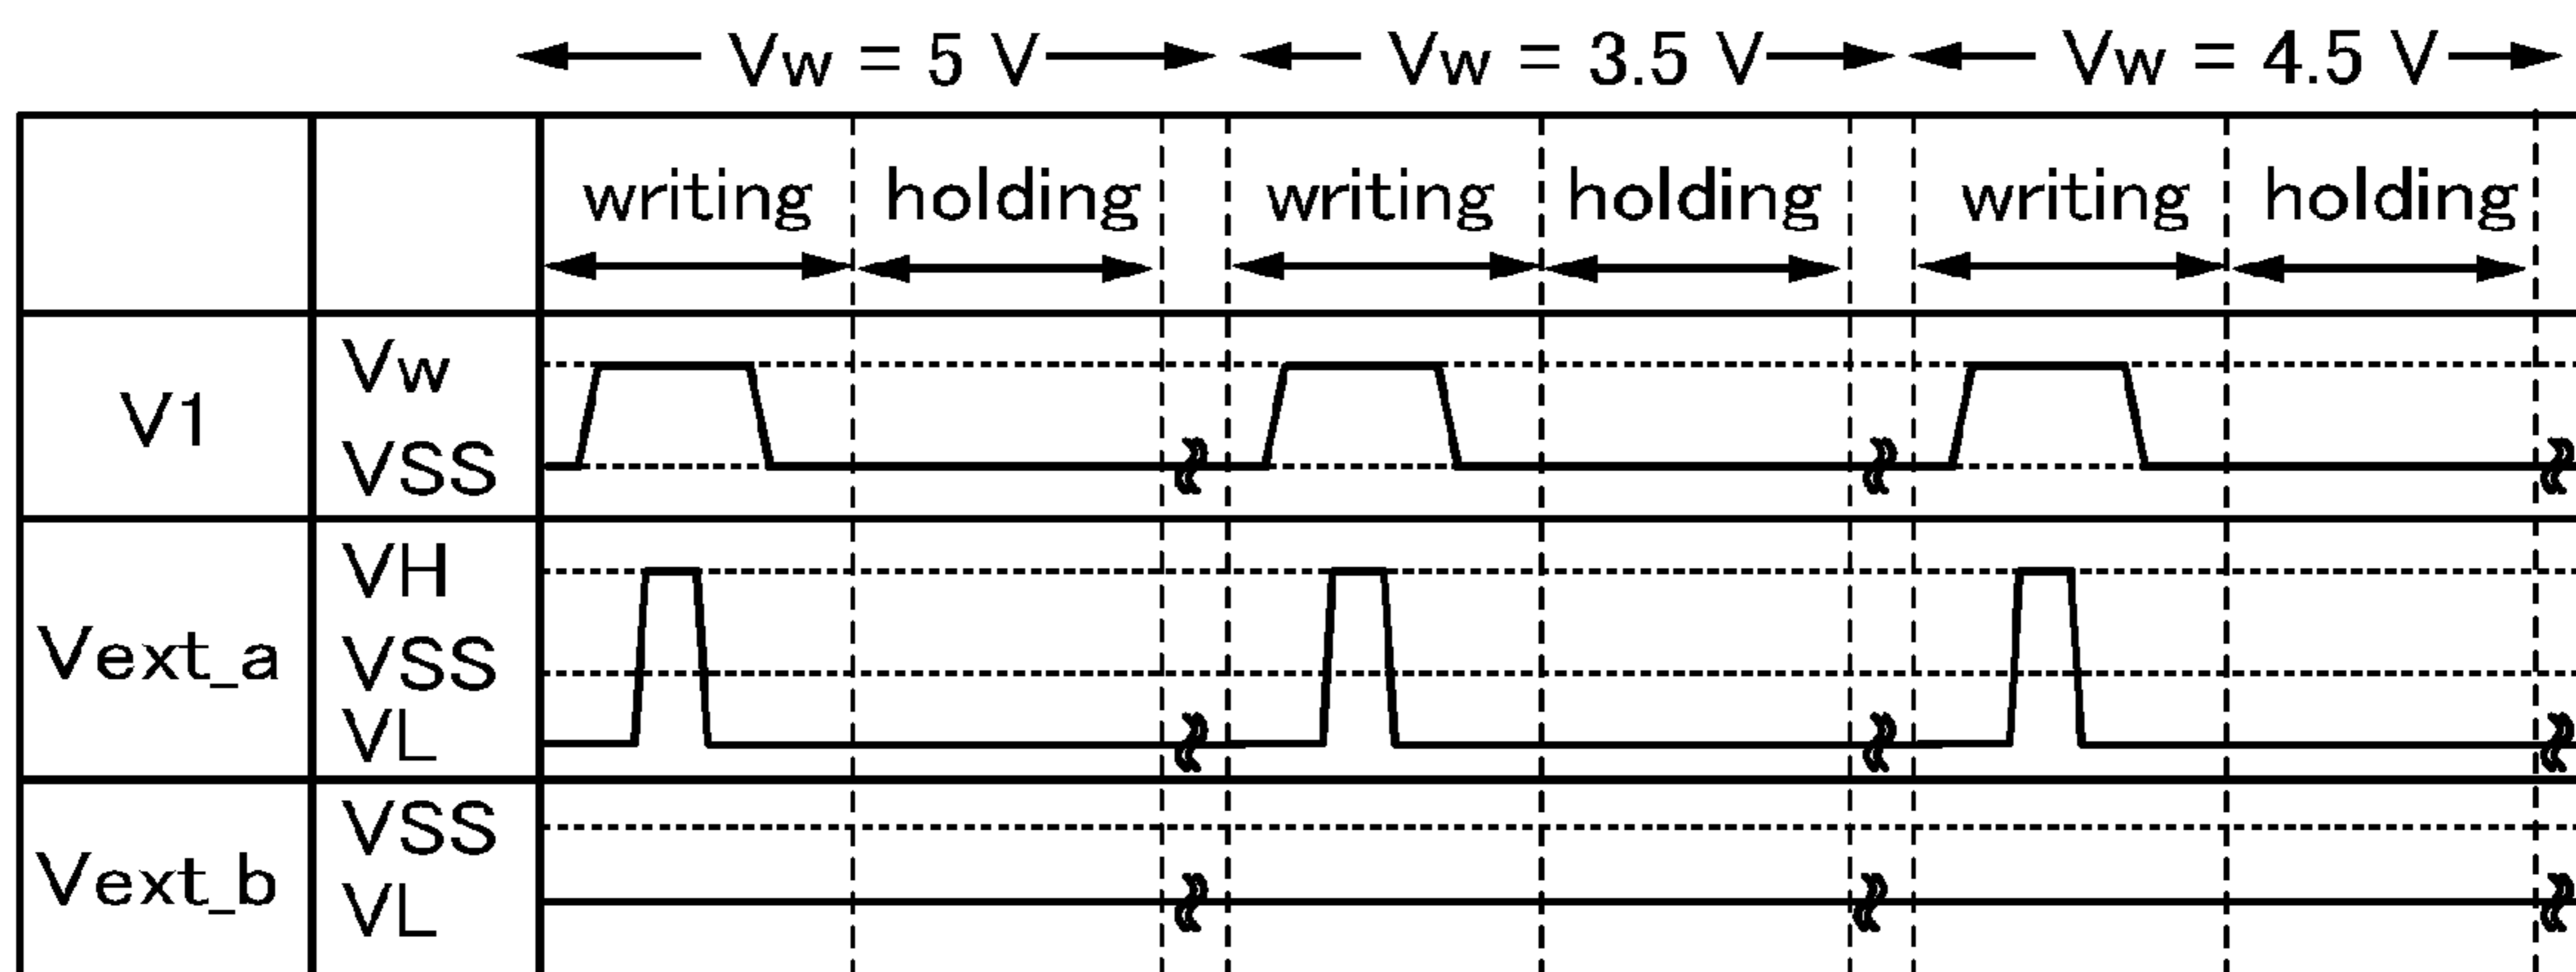 Vw = 5 V Vw = 3.5 V Vw = 4.5 V
writing holding writing holding writing holding
V1
Vw
VSS
Vext_a
VH
VSS
VL
Vext_b
VSS
VL